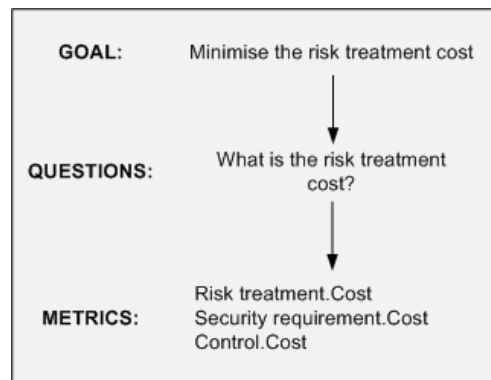 GOAL: Minimise the risk treatment cost
QUESTIONS: What is the risk treatment
cost?
METRICS: Risk treatment.Cost
Security requirement.Cost
Control.Cost